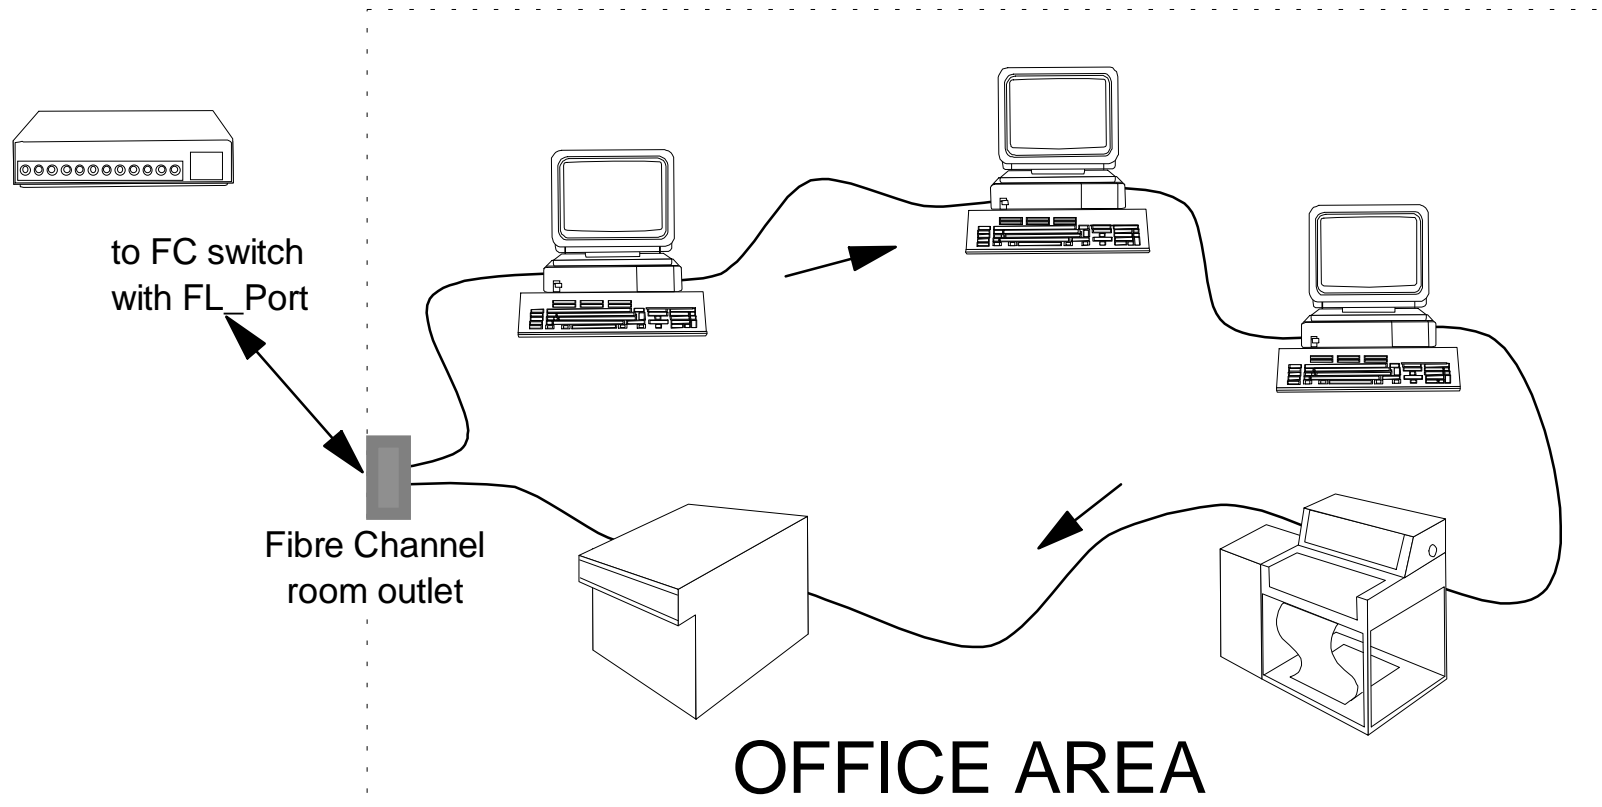 to FC switch
with FL_Port
Fibre Channel
room outlet
OFFICE AREA